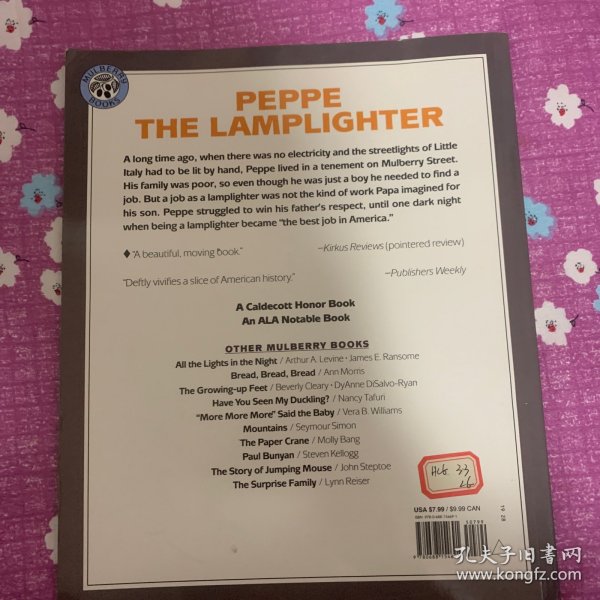 MULBERRY BOOKS
PEPPE
THE LAMPLIGHTER
A long time ago, when there was no electricity and the streetlights of Little
Italy had to be lit by hand, Peppe lived in a tenement on Mulberry Street.
His family was poor, so even though he was just a boy he needed to find a
job. But a job as a lamplighter was not the kind of work Papa imagined for
his son. Peppe struggled to win his father's respect, until one dark night
when being a lamplighter became "the best job in America."
♦ "A beautiful, moving book." —Kirkus Reviews (pointered review)
"Deftly vivifies a slice of American history." —Publishers Weekly
A Caldecott Honor Book
An ALA Notable Book
OTHER MULBERRY BOOKS
All the Lights in the Night / Arthur A. Levine • James E. Ransome
Bread, Bread, Bread / Ann Morris
The Growing-up Feet / Beverly Cleary • DyAnne DiSalvo-Ryan
Have You Seen My Duckling? / Nancy Tafuri
"More More More" Said the Baby / Vera B. Williams
Mountains / Seymour Simon
The Paper Crane / Molly Bang
Paul Bunyan / Steven Kellogg
The Story of Jumping Mouse / John Steptoe
The Surprise Family / Lynn Reiser
33
USA $7.99 / $9.99 CAN
50799
孔夫子旧书网
www.kongfz.com